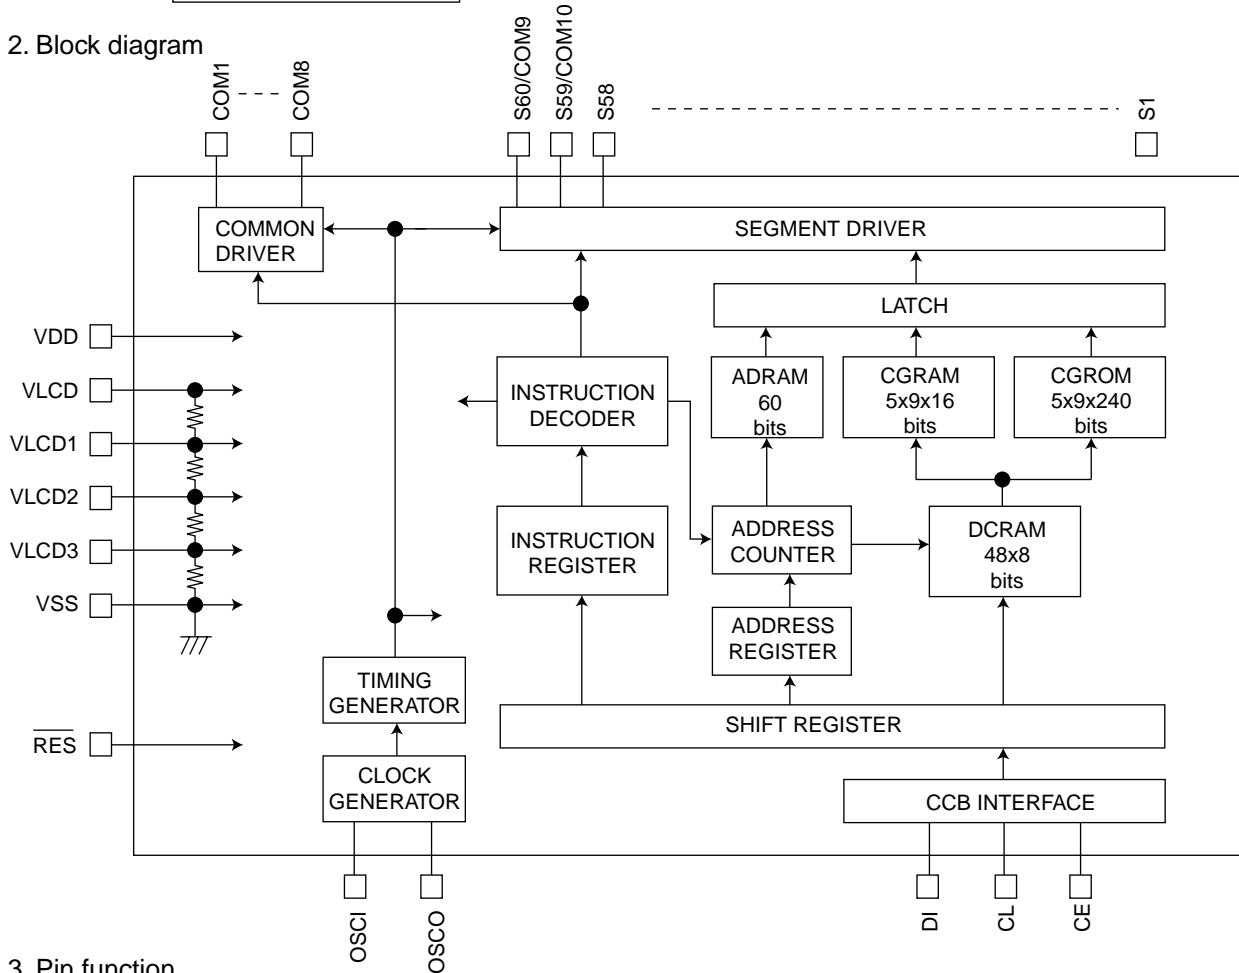 2. Block diagram
COM1
COM8
S60/COM9
S59/COM10
S58
S1
COMMON
DRIVER
SEGMENT DRIVER
LATCH
VDD
VLCD
VLCD1
VLCD2
VLCD3
VSS
INSTRUCTION
DECODER
ADRAM
60
bits
CGRAM
5x9x16
bits
CGROM
5x9x240
bits
INSTRUCTION
REGISTER
ADDRESS
COUNTER
DCRAM
48x8
bits
ADDRESS
REGISTER
TIMING
GENERATOR
SHIFT REGISTER
RES
CLOCK
GENERATOR
CCB INTERFACE
OSCI
OSCO
DI
CL
CE
3. Pin function